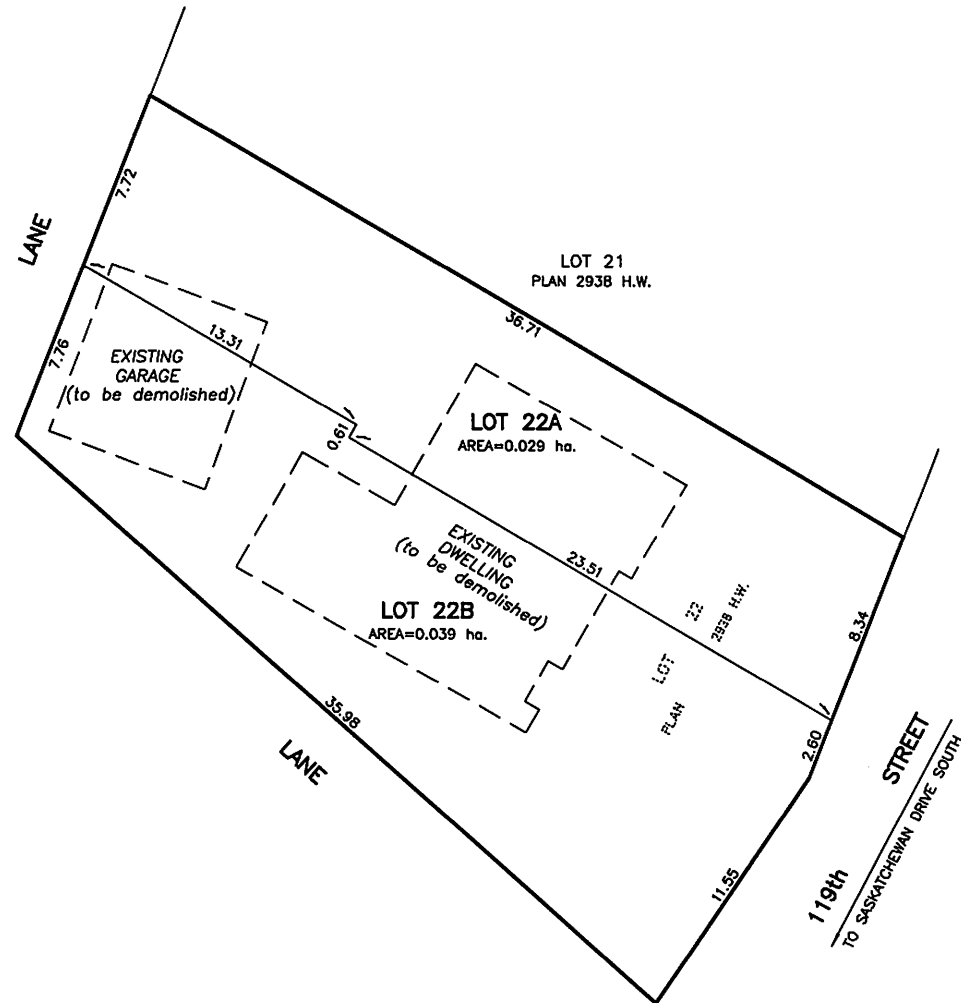 7.72
LANE
LOT 21
PLAN 2938 H.W.
36.71
13.31
7.76
EXISTING
GARAGE
(to be demolished)
LOT 22A
AREA=0.029 ha.
0.61
EXISTING
DWELLING
(to be demolished)
23.51
LOT 22
PLAN 2938 H.W.
8.34
LOT 22B
AREA=0.039 ha.
35.98
LANE
2.60
11.55
119th STREET
TO SASKATCHEWAN DRIVE SOUTH